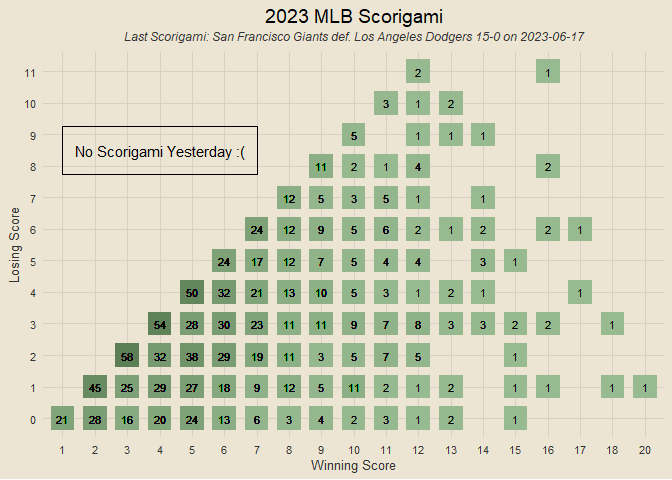 2023 MLB Scorigami
Last Scorigami: San Francisco Giants def. Los Angeles Dodgers 15-0 on 2023-06-17
11 2 1
10 3 1 2
9 5 1 1 1
No Scorigami Yesterday :(
8 11 2 1 4 2
7 12 5 3 5 1 1
6 24 12 9 5 6 2 1 2 2 1
5 24 17 12 7 5 4 4 3 1
Losing Score
4 50 32 21 13 10 5 3 1 2 1 1
3 54 28 30 23 11 11 9 7 8 3 3 2 2 1
2 58 32 38 29 19 11 3 5 7 5 1
1 45 25 29 27 18 9 12 5 11 2 1 2 1 1 1 1
0 21 28 16 20 24 13 6 3 4 2 3 1 2 1
1 2 3 4 5 6 7 8 9 10 11 12 13 14 15 16 17 18 20
Winning Score